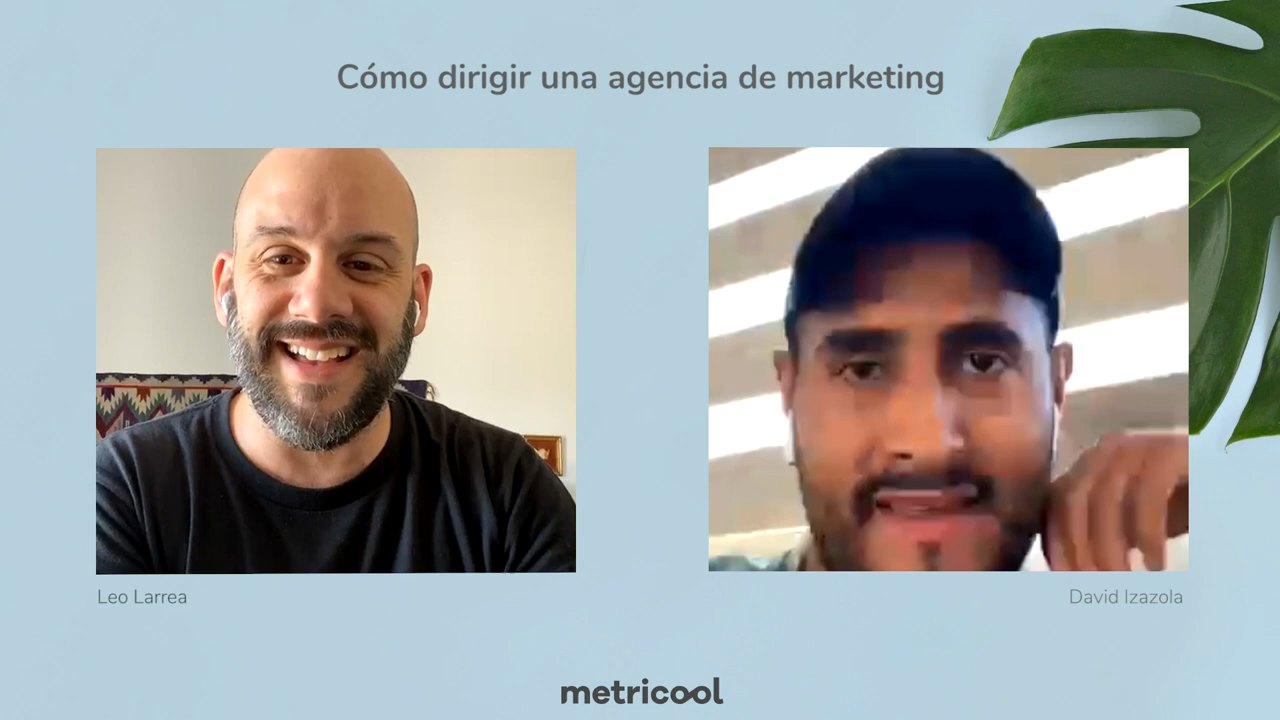 Cómo dirigir una agencia de marketing
Leo Larrea
David Izazola
metricool